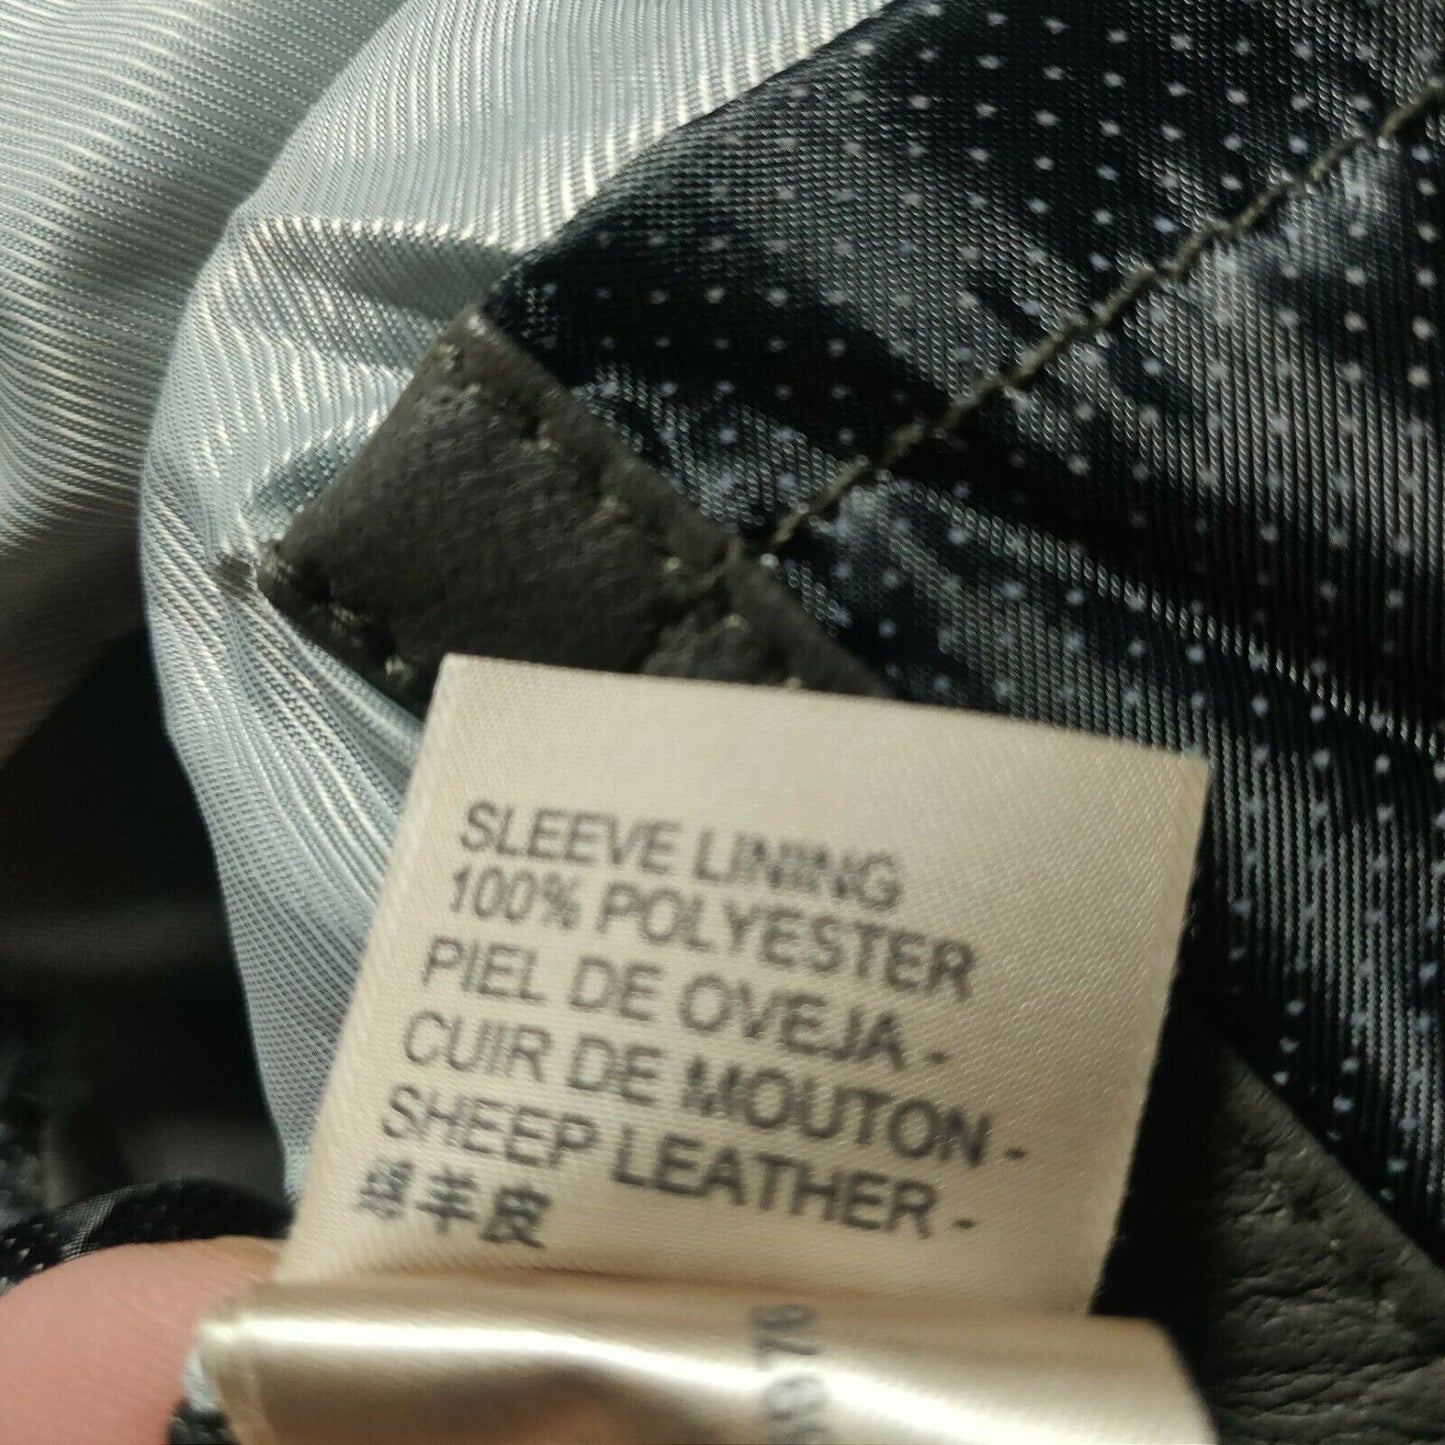 SLEEVE LINING
100% POLYESTER
PIEL DE OVEJA -
CUIR DE MOUTON -
SHEEP LEATHER -
绵羊皮